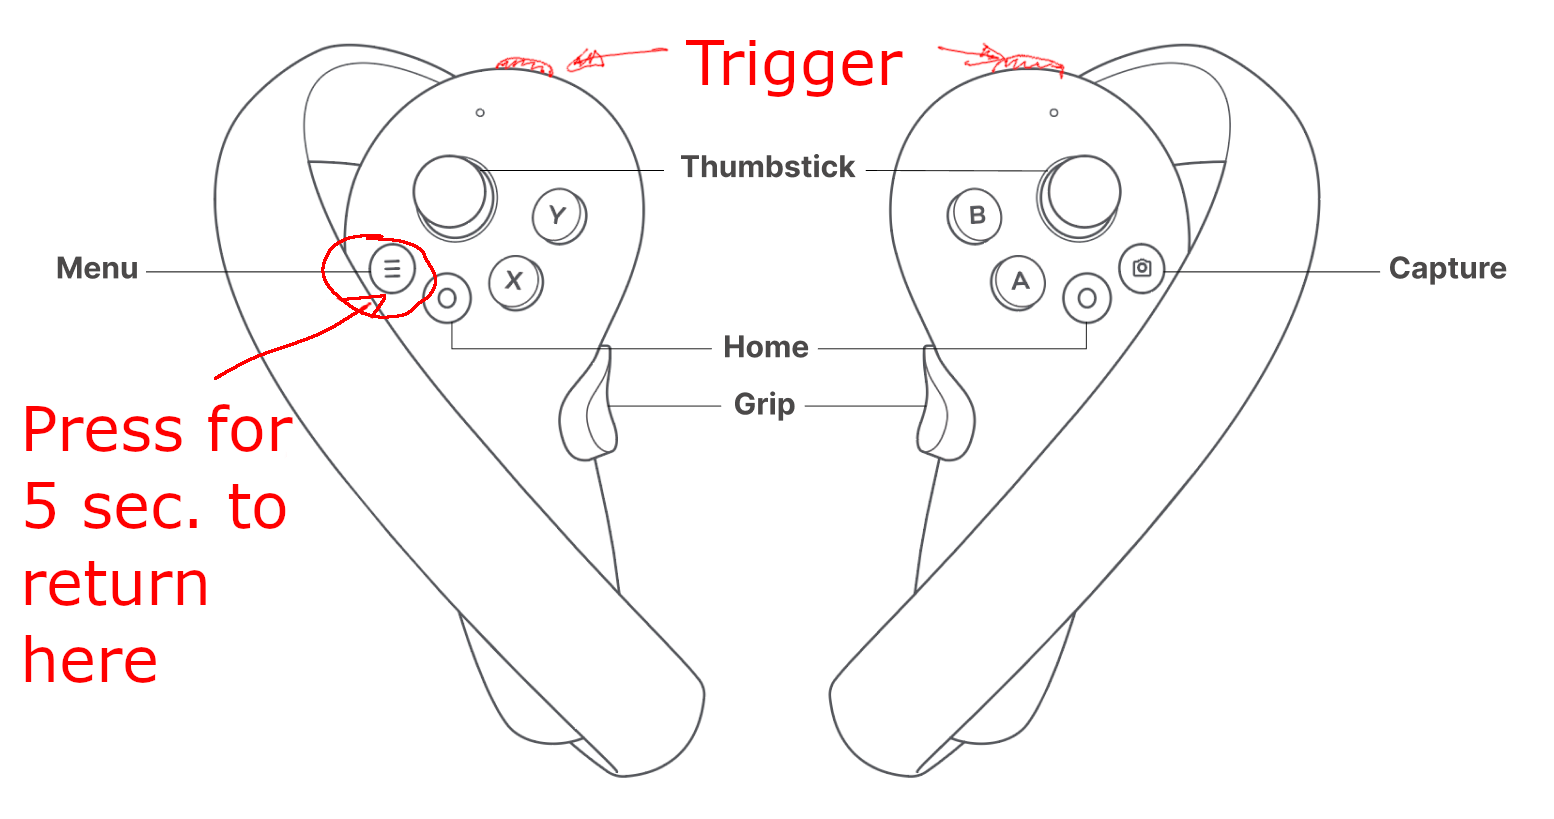 Trigger
Thumbstick
Y
B
Menu
X
A
Capture
Home
Grip
Press for
5 sec. to
return
here